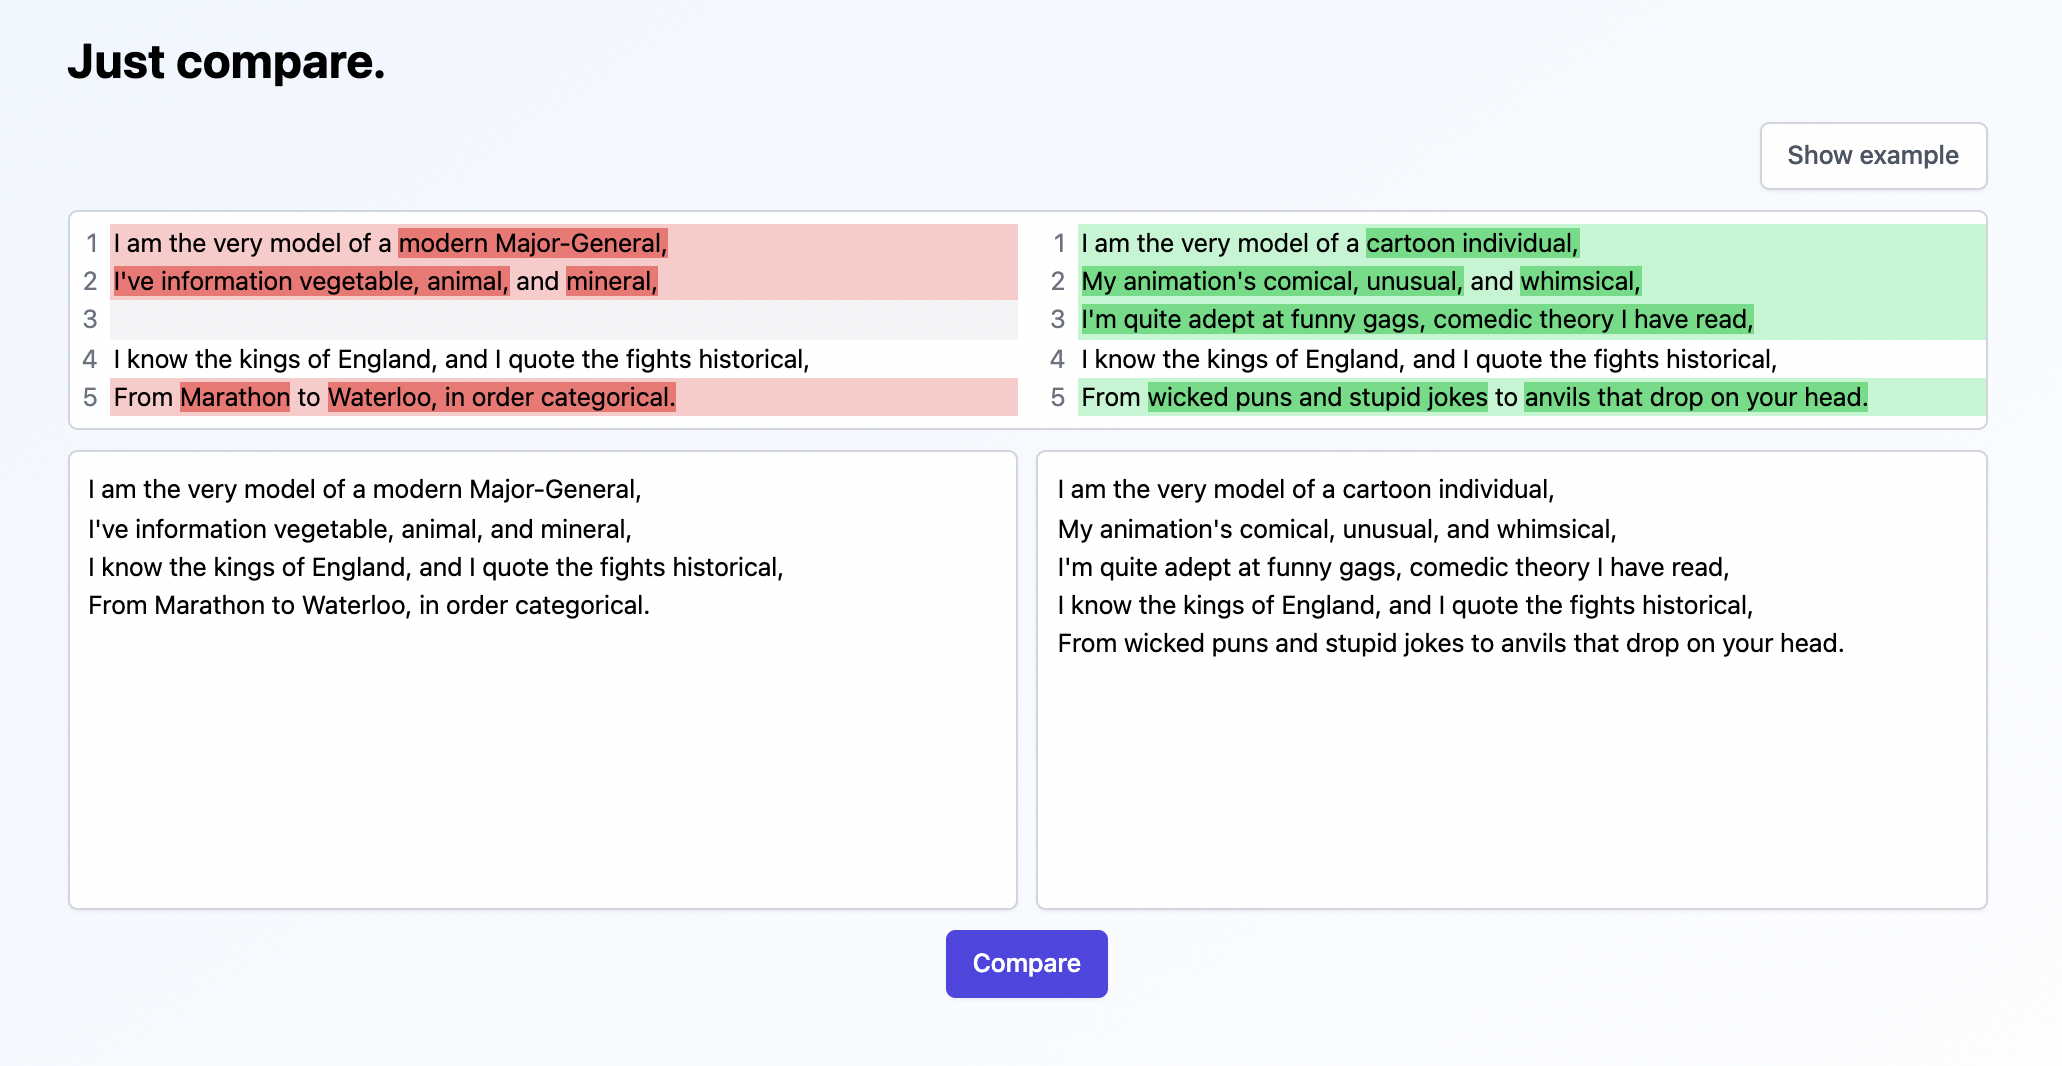 Just compare.
Show example
1 I am the very model of a modern Major-General,
2 I've information vegetable, animal, and mineral,
3
4 I know the kings of England, and I quote the fights historical,
5 From Marathon to Waterloo, in order categorical.
1 I am the very model of a cartoon individual,
2 My animation's comical, unusual, and whimsical,
3 I'm quite adept at funny gags, comedic theory I have read,
4 I know the kings of England, and I quote the fights historical,
5 From wicked puns and stupid jokes to anvils that drop on your head.
I am the very model of a modern Major-General,
I've information vegetable, animal, and mineral,
I know the kings of England, and I quote the fights historical,
From Marathon to Waterloo, in order categorical.
I am the very model of a cartoon individual,
My animation's comical, unusual, and whimsical,
I'm quite adept at funny gags, comedic theory I have read,
I know the kings of England, and I quote the fights historical,
From wicked puns and stupid jokes to anvils that drop on your head.
Compare